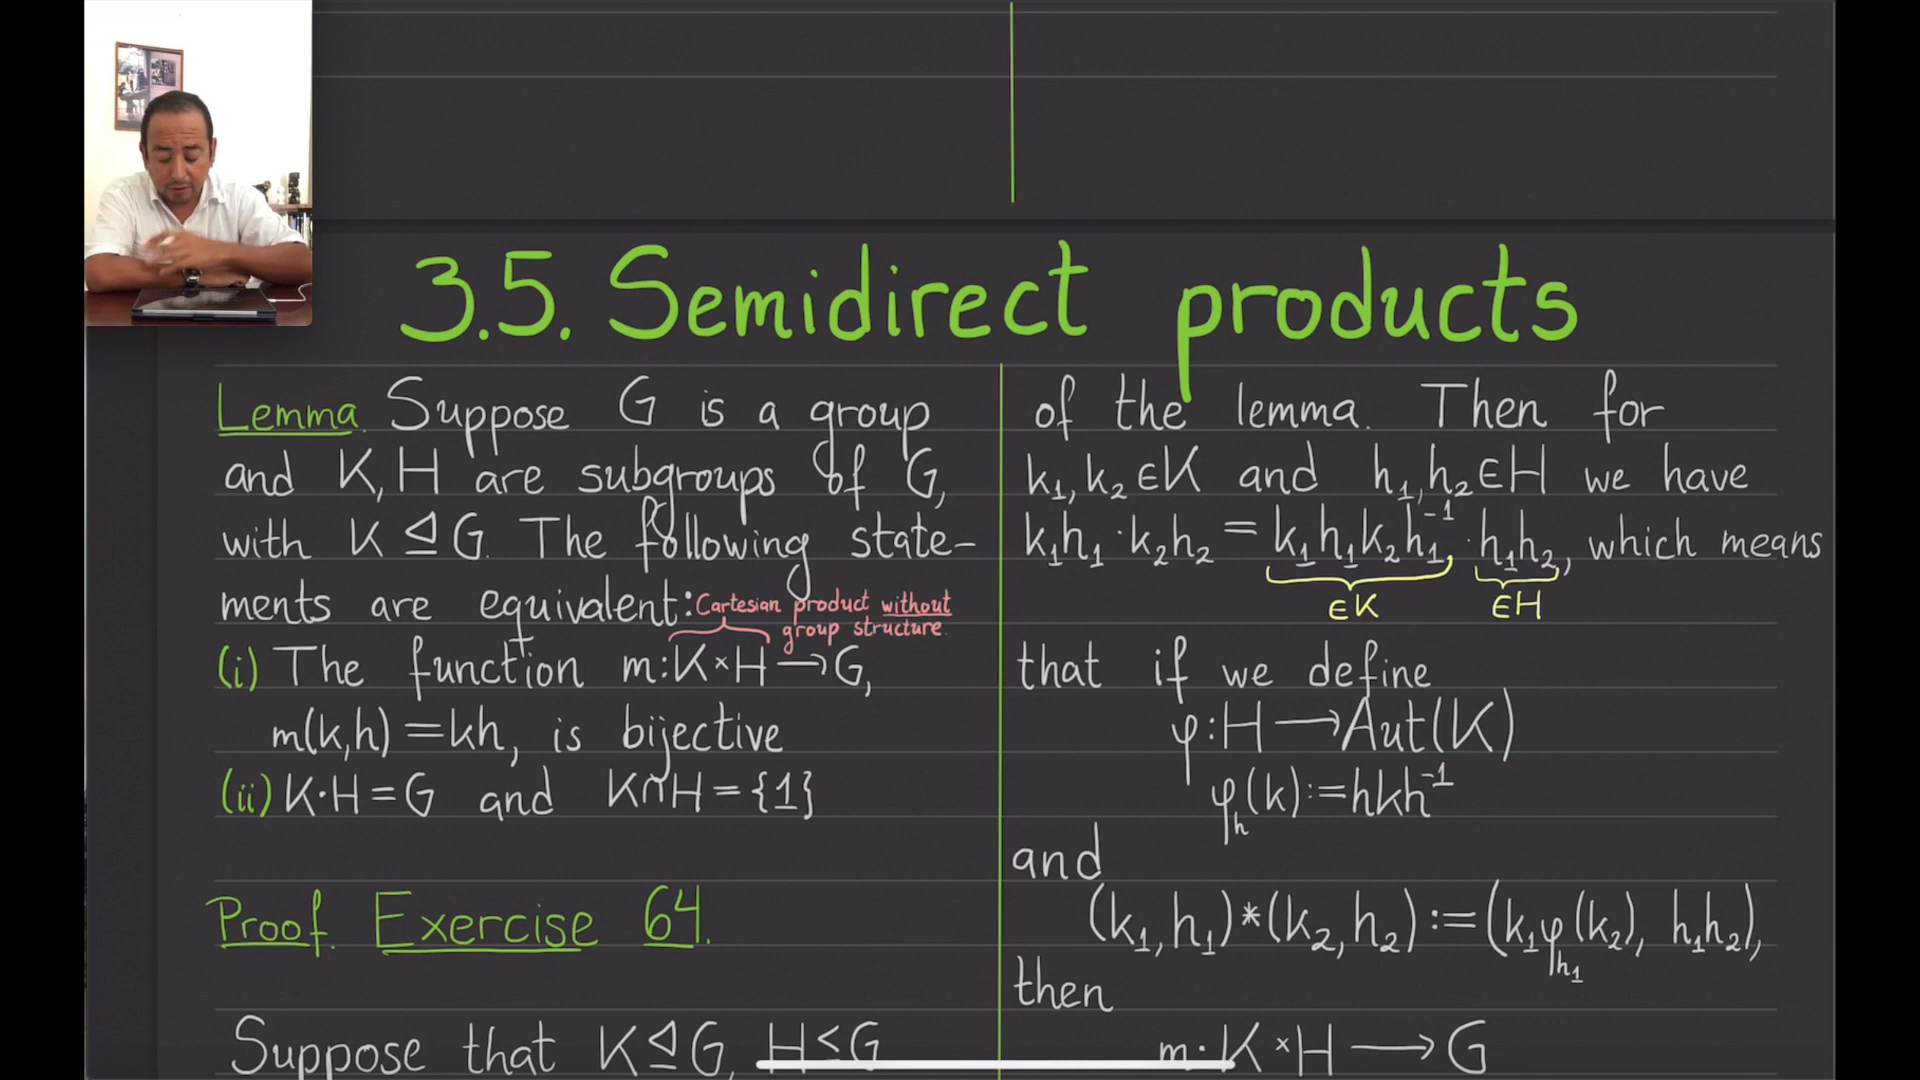 3.5. Semidirect products
Lemma. Suppose G is a group
and K, H are subgroups of G,
with K ⊴ G. The following state-
ments are equivalent:
Cartesian product without
group structure.
(i) The function m: K×H → G,
m(k,h) = kh, is bijective
(ii) K·H = G and K∩H = {1}
Proof. Exercise 64.
Suppose that K ⊴ G, H ≤ G
of the lemma. Then for
k₁, k₂ ∈ K and h₁, h₂ ∈ H we have
k₁h₁ · k₂h₂ = k₁h₁k₂h₁⁻¹ · h₁h₂, which means
∈K ∈H
that if we define
φ: H → Aut(K)
φₕ(k) := hkh⁻¹
and
(k₁, h₁) * (k₂, h₂) := (k₁φ_h₁(k₂), h₁h₂),
then
m: K×H → G